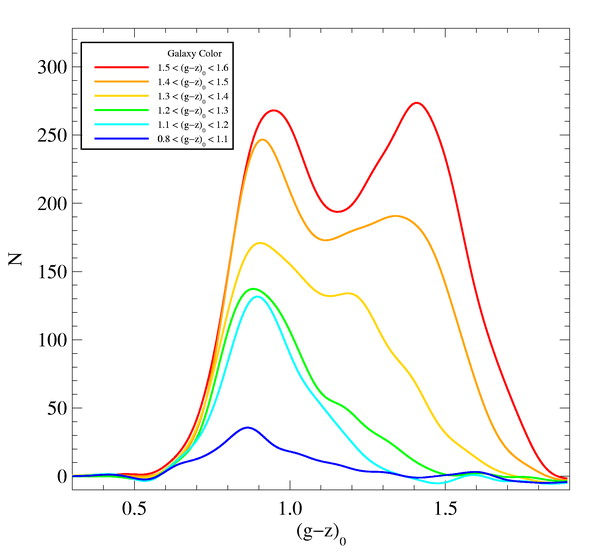 Galaxy Color
1.5 < (g−z)0 < 1.6
1.4 < (g−z)0 < 1.5
1.3 < (g−z)0 < 1.4
1.2 < (g−z)0 < 1.3
1.1 < (g−z)0 < 1.2
0.8 < (g−z)0 < 1.1
300
250
200
150
100
50
0
N
0.5 1.0 1.5
(g−z)0